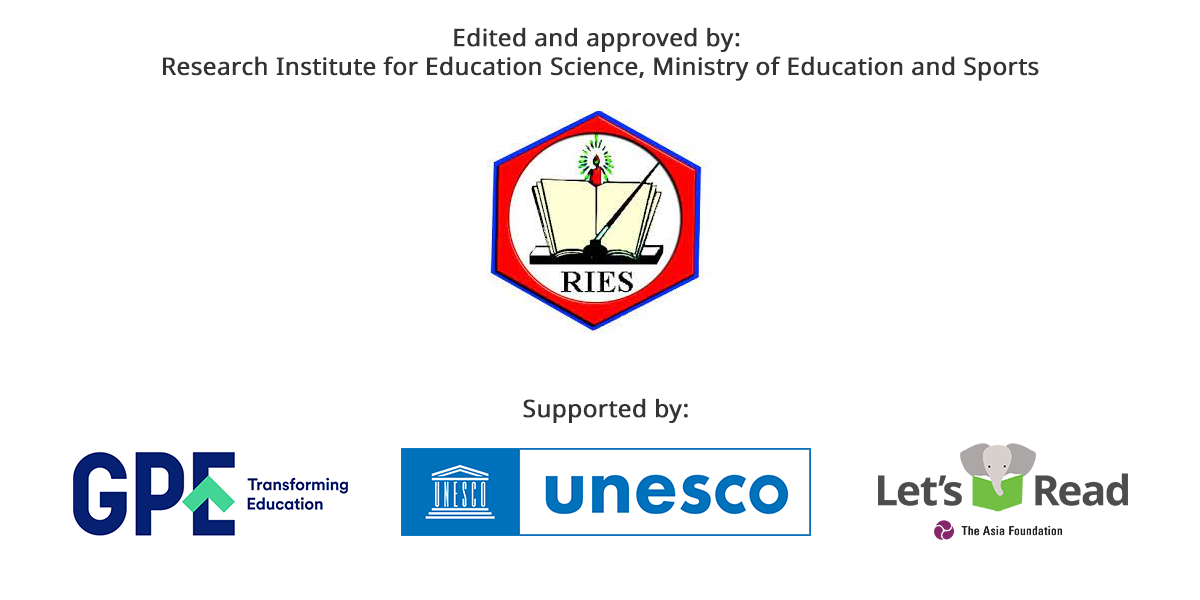 Edited and approved by:
Research Institute for Education Science, Ministry of Education and Sports
RIES
Supported by:
GPE
Transforming
Education
UNESCO
unesco
Let's Read
The Asia Foundation